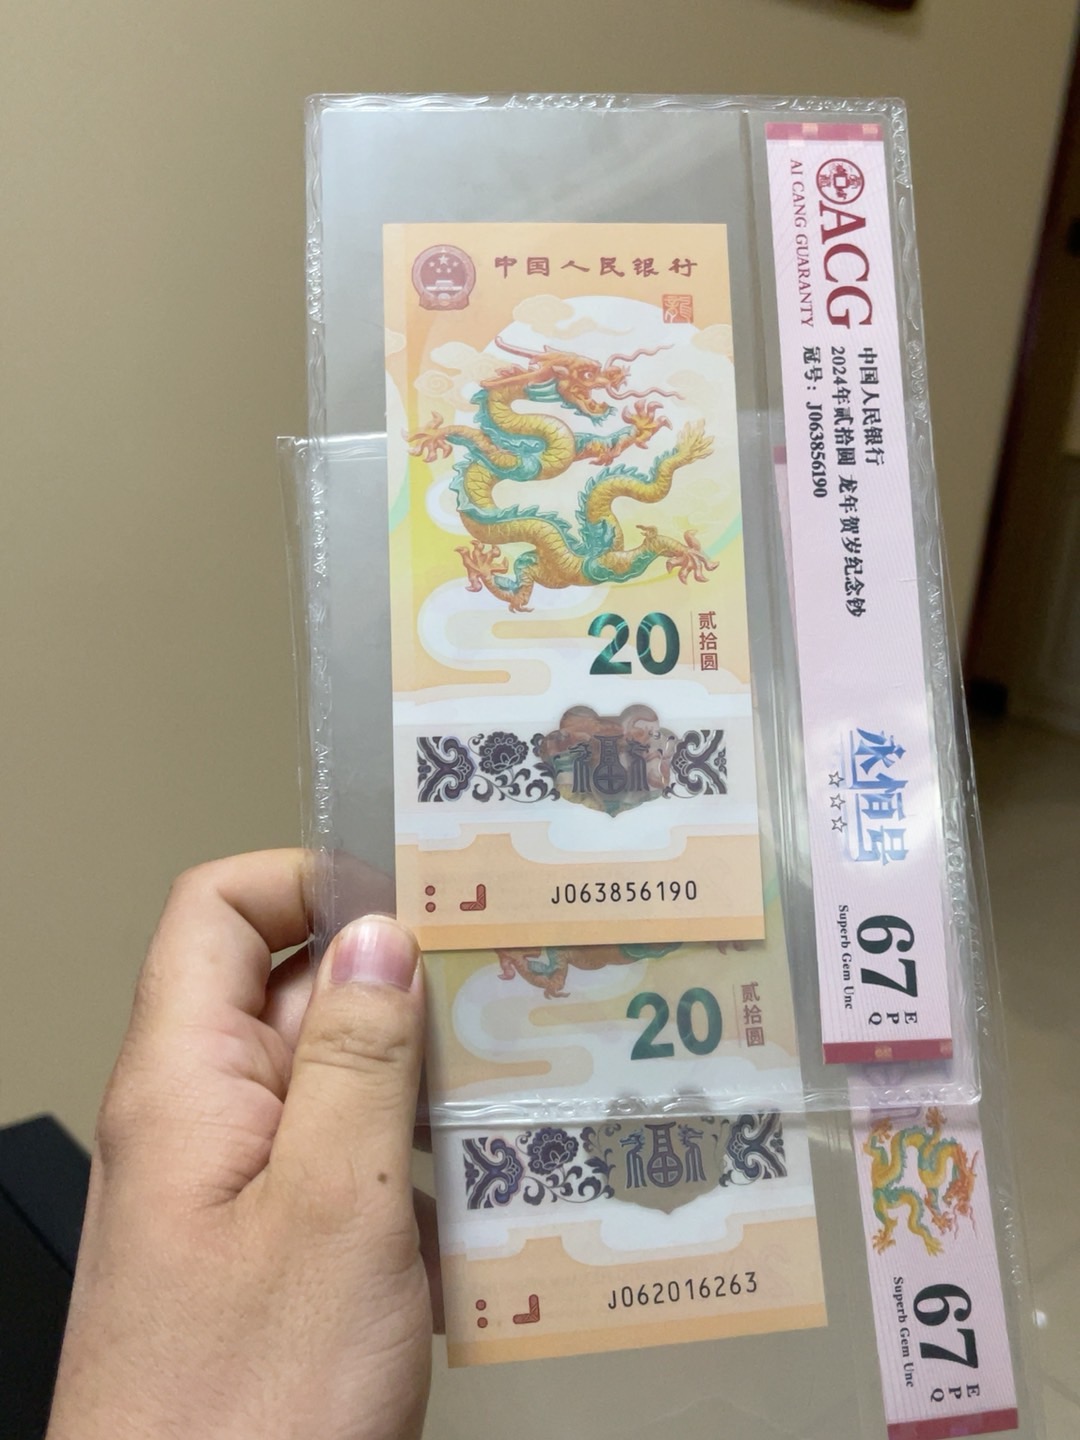 中国人民银行
20
贰拾圆
福
J063856190
ACG
AI CANG GUARANTY
中国人民银行
2024年贰拾圆 龙年贺岁纪念钞
冠号：J063856190
永恒号
☆☆☆
67
EPQ
Superb Gem Unc
20
贰拾圆
福
J062016263
67
EPQ
Superb Gem Unc